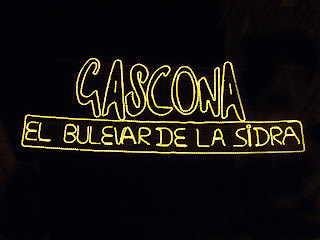 GASCONA
EL BULEVAR DE LA SiDRA